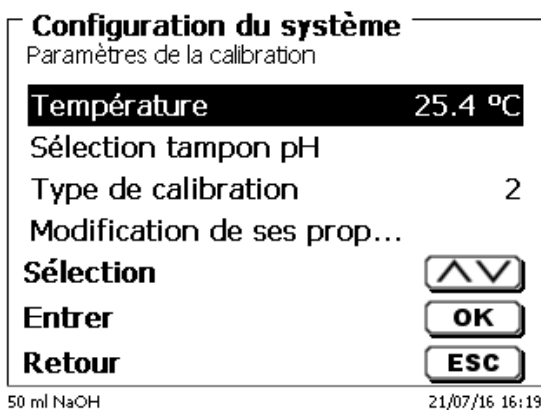 Configuration du système
Paramètres de la calibration
Température 25.4 ºC
Sélection tampon pH
Type de calibration 2
Modification de ses prop...
Sélection
Entrer OK
Retour ESC
50 ml NaOH 21/07/16 16:19